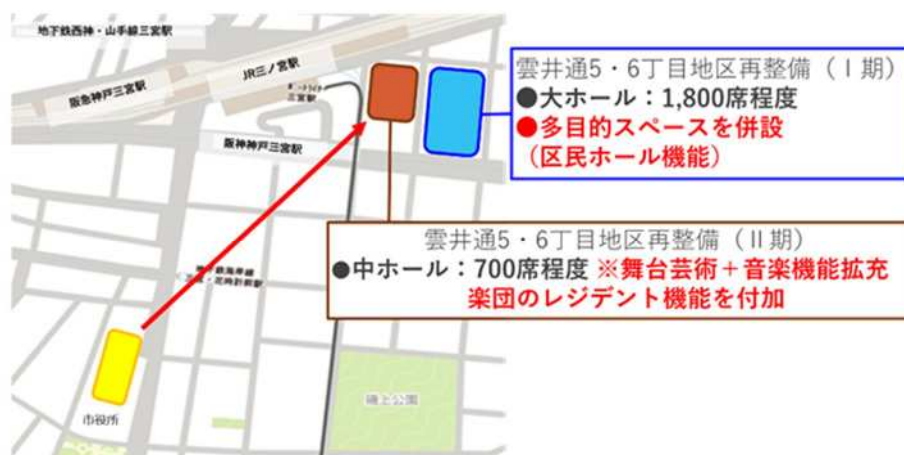 地下鉄西神・山手線三宮駅
JR三ノ宮駅
阪急神戸三宮駅
三宮駅
阪神神戸三宮駅
雲井通5・6丁目地区再整備(Ⅰ期)
●大ホール：1,800席程度
●多目的スペースを併設
(区民ホール機能)
雲井通5・6丁目地区再整備(Ⅱ期)
●中ホール：700席程度 ※舞台芸術＋音楽機能拡充
楽団のレジデント機能を付加
市役所
磯上公園